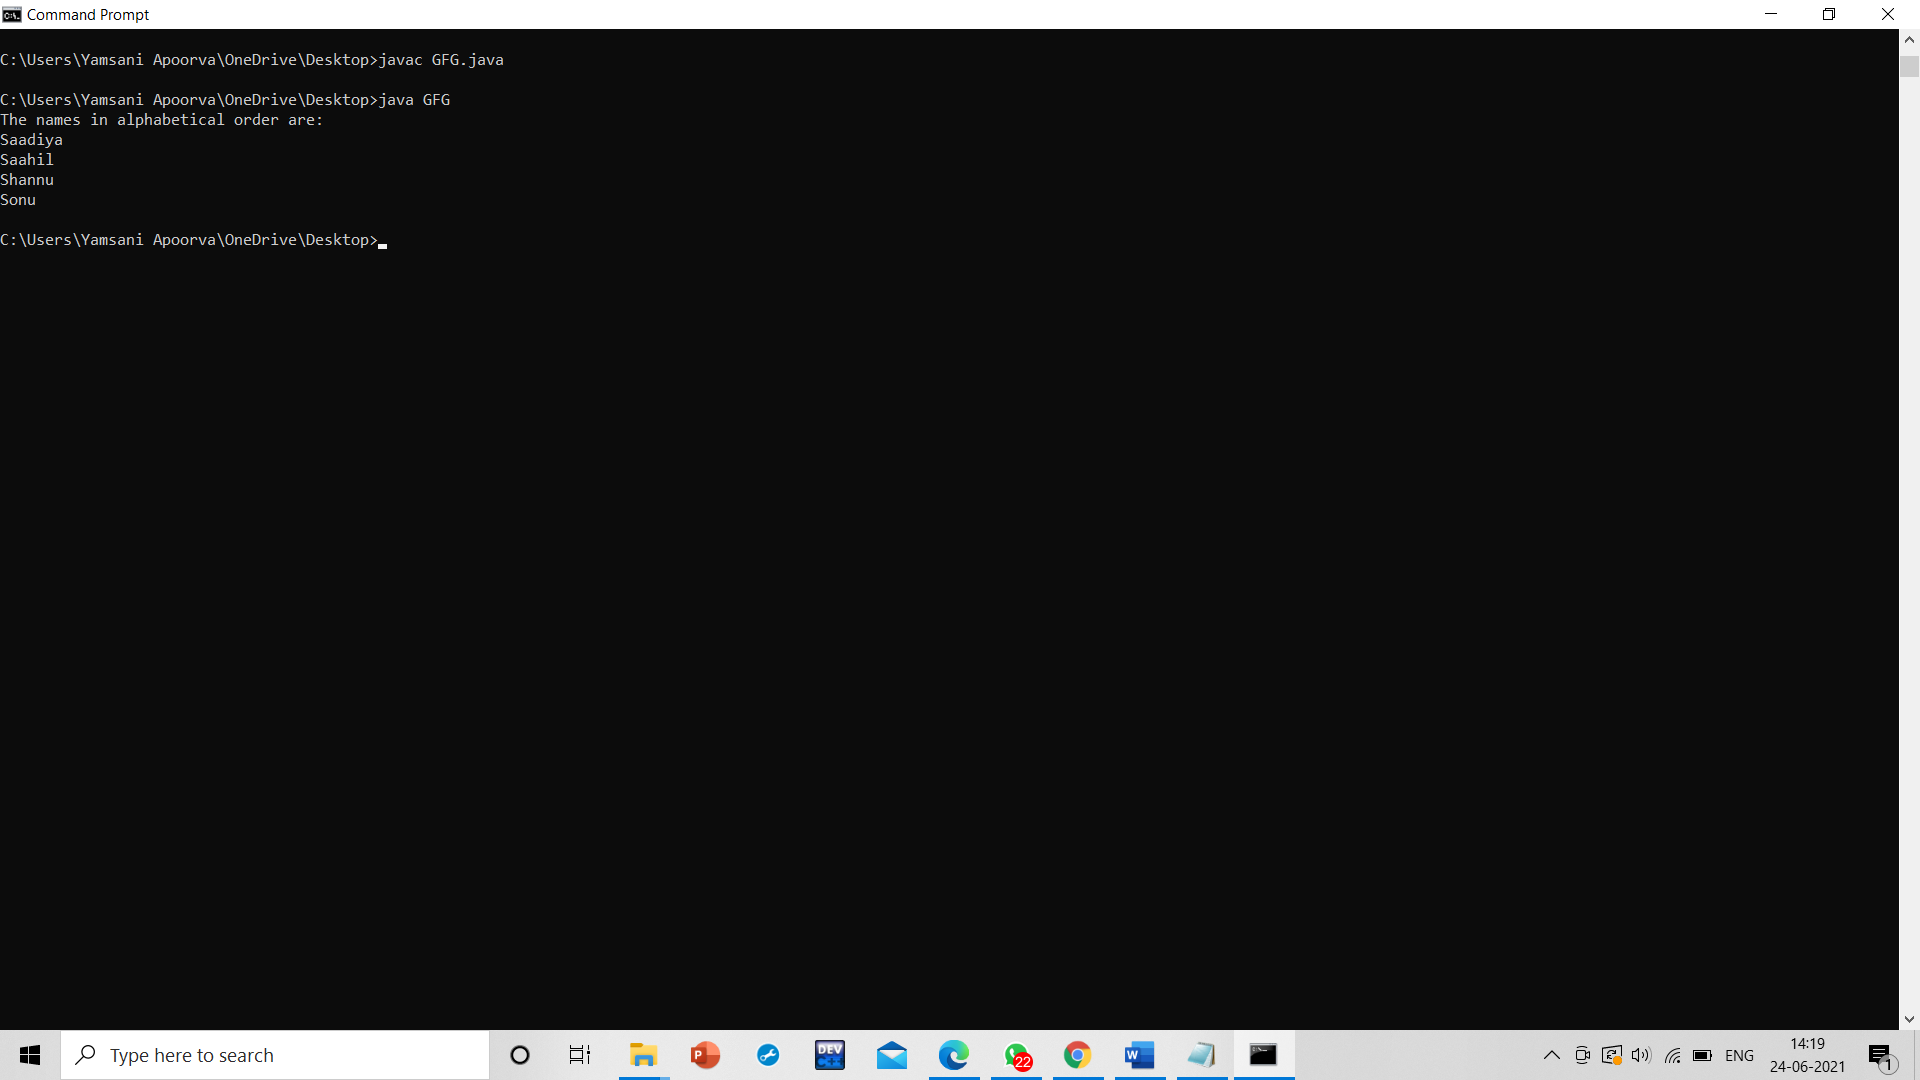 Command Prompt
C:\Users\Yamsani Apoorva\OneDrive\Desktop>javac GFG.java
C:\Users\Yamsani Apoorva\OneDrive\Desktop>java GFG
The names in alphabetical order are:
Saadiya
Saahil
Shannu
Sonu
C:\Users\Yamsani Apoorva\OneDrive\Desktop>
Type here to search
DEV C++
22
ENG
14:19
24-06-2021
1